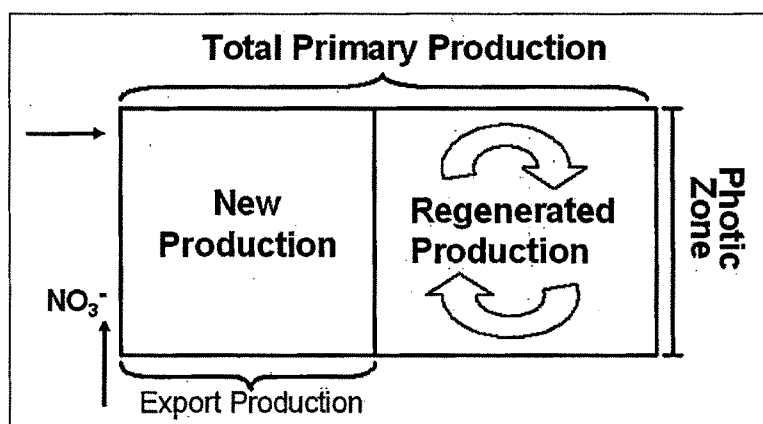 Total Primary Production
New
Production
Regenerated
Production
Photic
Zone
NO₃⁻
Export Production